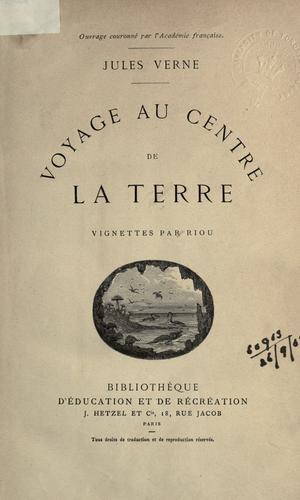 Ouvrage couronné par l'Académie française.
JULES VERNE
VOYAGE AU CENTRE
DE
LA TERRE
VIGNETTES PAR RIOU
BIBLIOTHÈQUE
D'ÉDUCATION ET DE RÉCRÉATION
J. HETZEL ET Cie, 18, RUE JACOB
PARIS
Tous droits de traduction et de reproduction réservés.